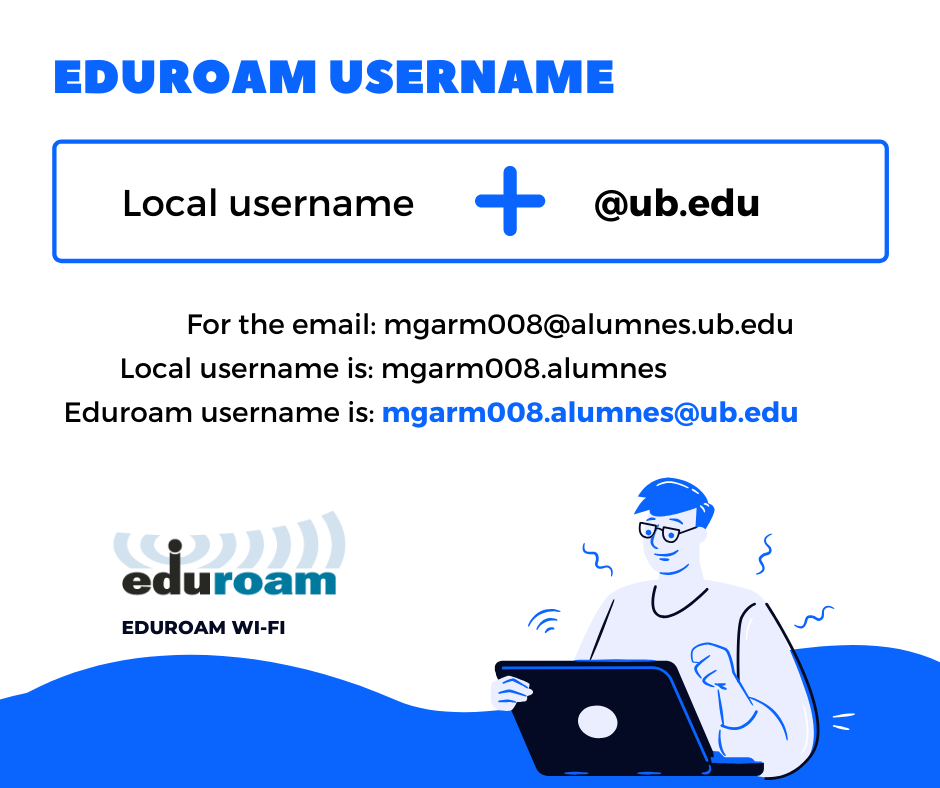 EDUROAM USERNAME
Local username + @ub.edu
For the email: mgarm008@alumnes.ub.edu
Local username is: mgarm008.alumnes
Eduroam username is: mgarm008.alumnes@ub.edu
eduroam
EDUROAM WI-FI